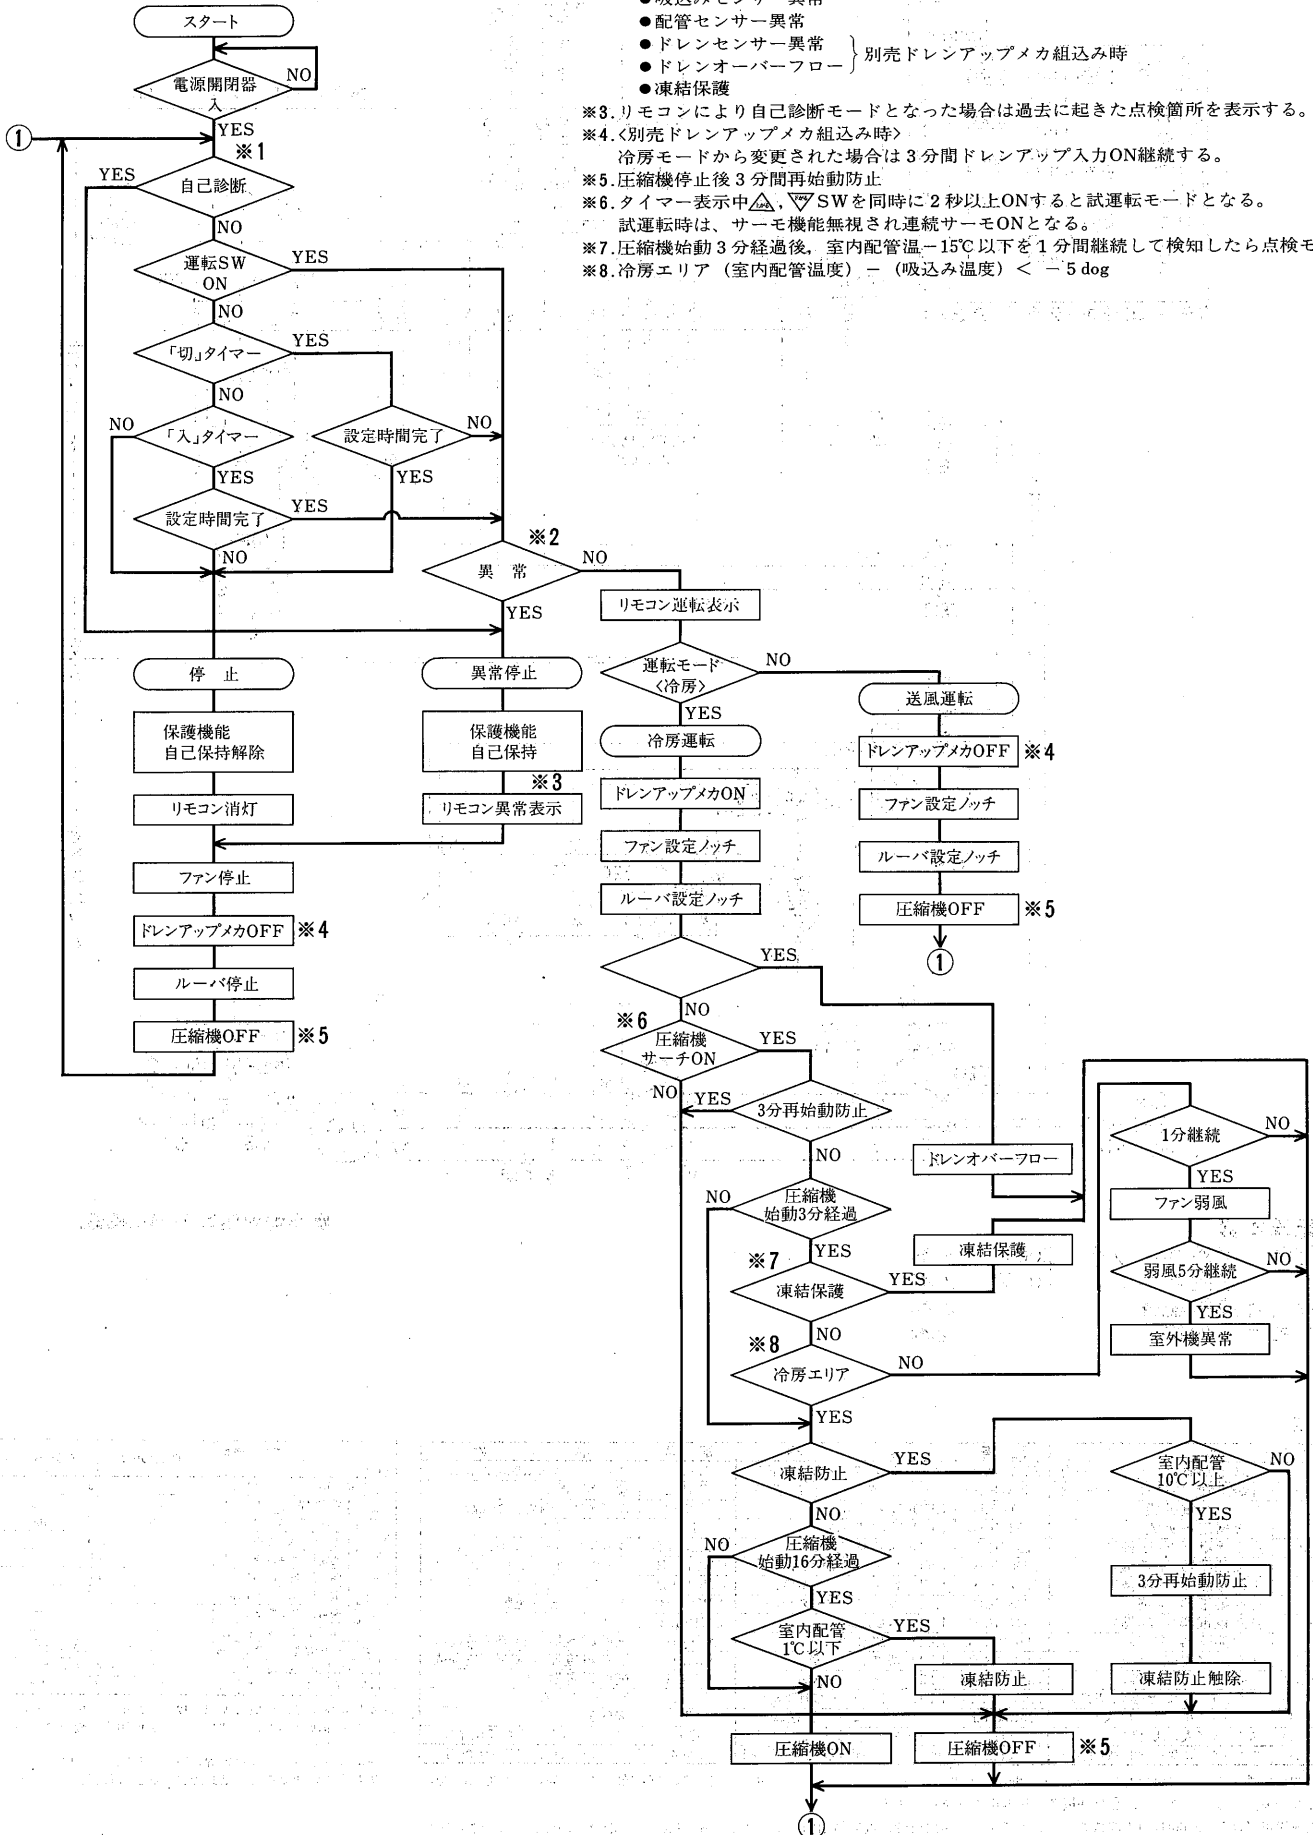 ●吸込みセンサー異常
●配管センサー異常
●ドレンセンサー異常
●ドレンオーバーフロー
別売ドレンアップメカ組込み時
●凍結保護
※3.リモコンにより自己診断モードとなった場合は過去に起きた点検箇所を表示する。
※4.〈別売ドレンアップメカ組込み時〉
冷房モードから変更された場合は3分間ドレンアップ入力ON継続する。
※5.圧縮機停止後3分間再始動防止
※6.タイマー表示中△,▽SWを同時に2秒以上ONすると試運転モードとなる。
試運転時は、サーモ機能無視され連続サーモONとなる。
※7.圧縮機始動3分経過後,室内配管温-15℃以下を1分間継続して検知したら点検モ
※8.冷房エリア(室内配管温度)-(吸込み温度)<-5dog
スタート
電源開閉器
入
NO
YES
①
※1
自己診断
YES
NO
運転SW
ON
YES
NO
「切」タイマー
YES
NO
「入」タイマー
NO
YES
設定時間完了
NO
YES
設定時間完了
YES
NO
※2
異 常
NO
YES
停 止
保護機能
自己保持解除
リモコン消灯
異常停止
保護機能
自己保持
※3
リモコン異常表示
ファン停止
ドレンアップメカOFF ※4
ルーバ停止
圧縮機OFF ※5
リモコン運転表示
運転モード
〈冷房〉
NO
YES
送風運転
ドレンアップメカOFF ※4
ファン設定ノッチ
ルーバ設定ノッチ
圧縮機OFF ※5
①
冷房運転
ドレンアップメカON
ファン設定ノッチ
ルーバ設定ノッチ
YES
NO
※6
圧縮機
サーチON
YES
NO
3分再始動防止
YES
NO
ドレンオバーフロー
圧縮機
始動3分経過
NO
YES
凍結保護
※7
凍結保護
YES
NO
※8
冷房エリア
NO
YES
1分継続
NO
YES
ファン弱風
弱風5分継続
NO
YES
室外機異常
凍結防止
YES
NO
室内配管
10℃以上
NO
YES
圧縮機
始動16分経過
NO
YES
3分再始動防止
室内配管
1℃以下
YES
NO
凍結防止
凍結防止触除
圧縮機ON
圧縮機OFF ※5
①